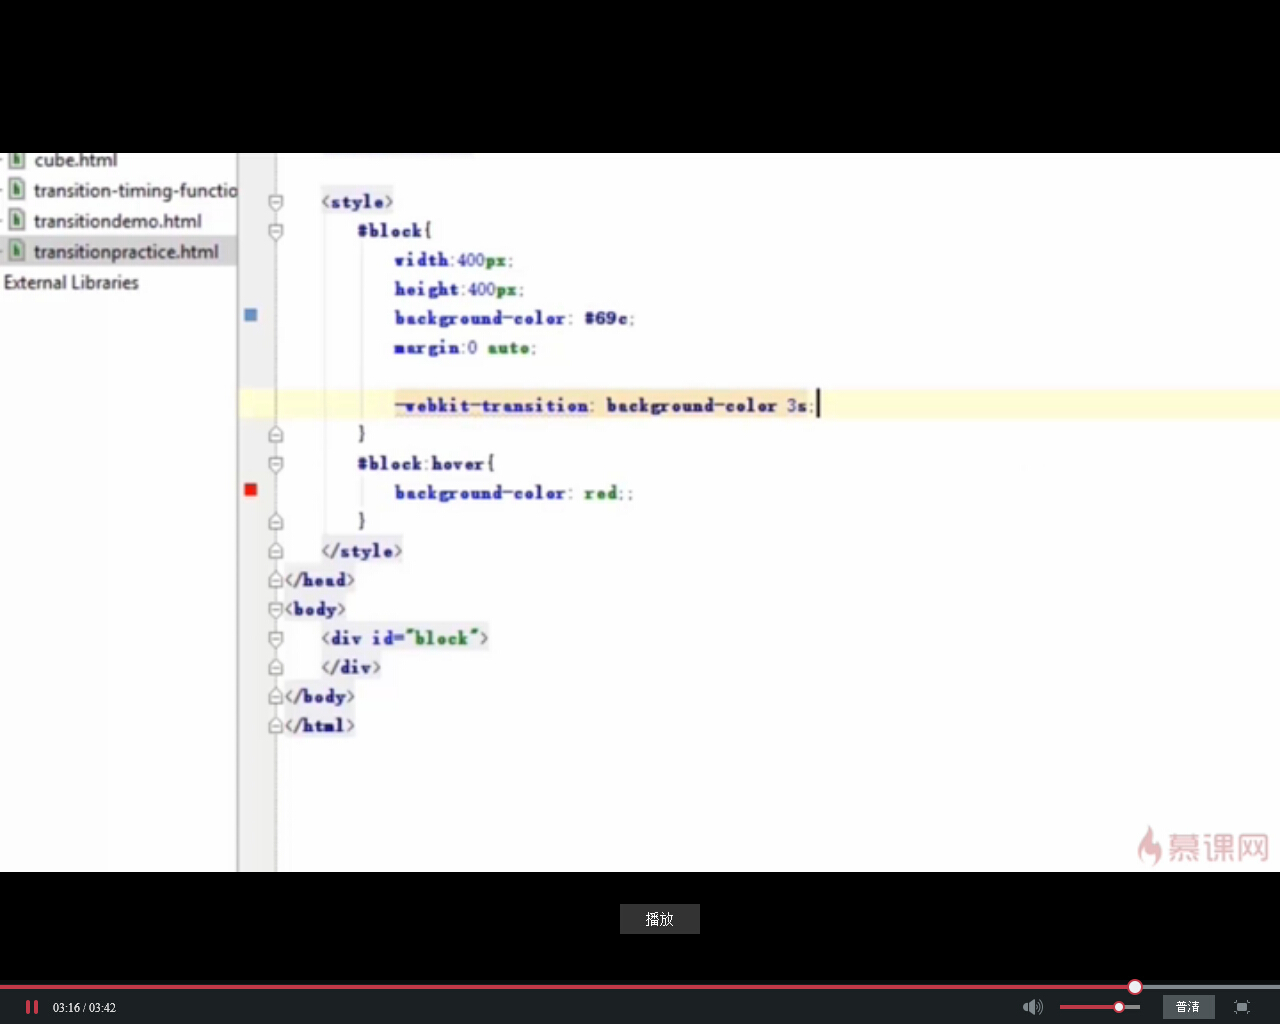 cube.html
transition-timing-functio
transitiondemo.html
transitionpractice.html
External Libraries
<style>
#block{
width:400px;
height:400px;
background-color: #69c;
margin:0 auto;
-webkit-transition: background-color 3s;
}
#block:hover{
background-color: red;;
}
</style>
</head>
<body>
<div id="block">
</div>
</body>
</html>
慕课网
播放
03:16 / 03:42
普清